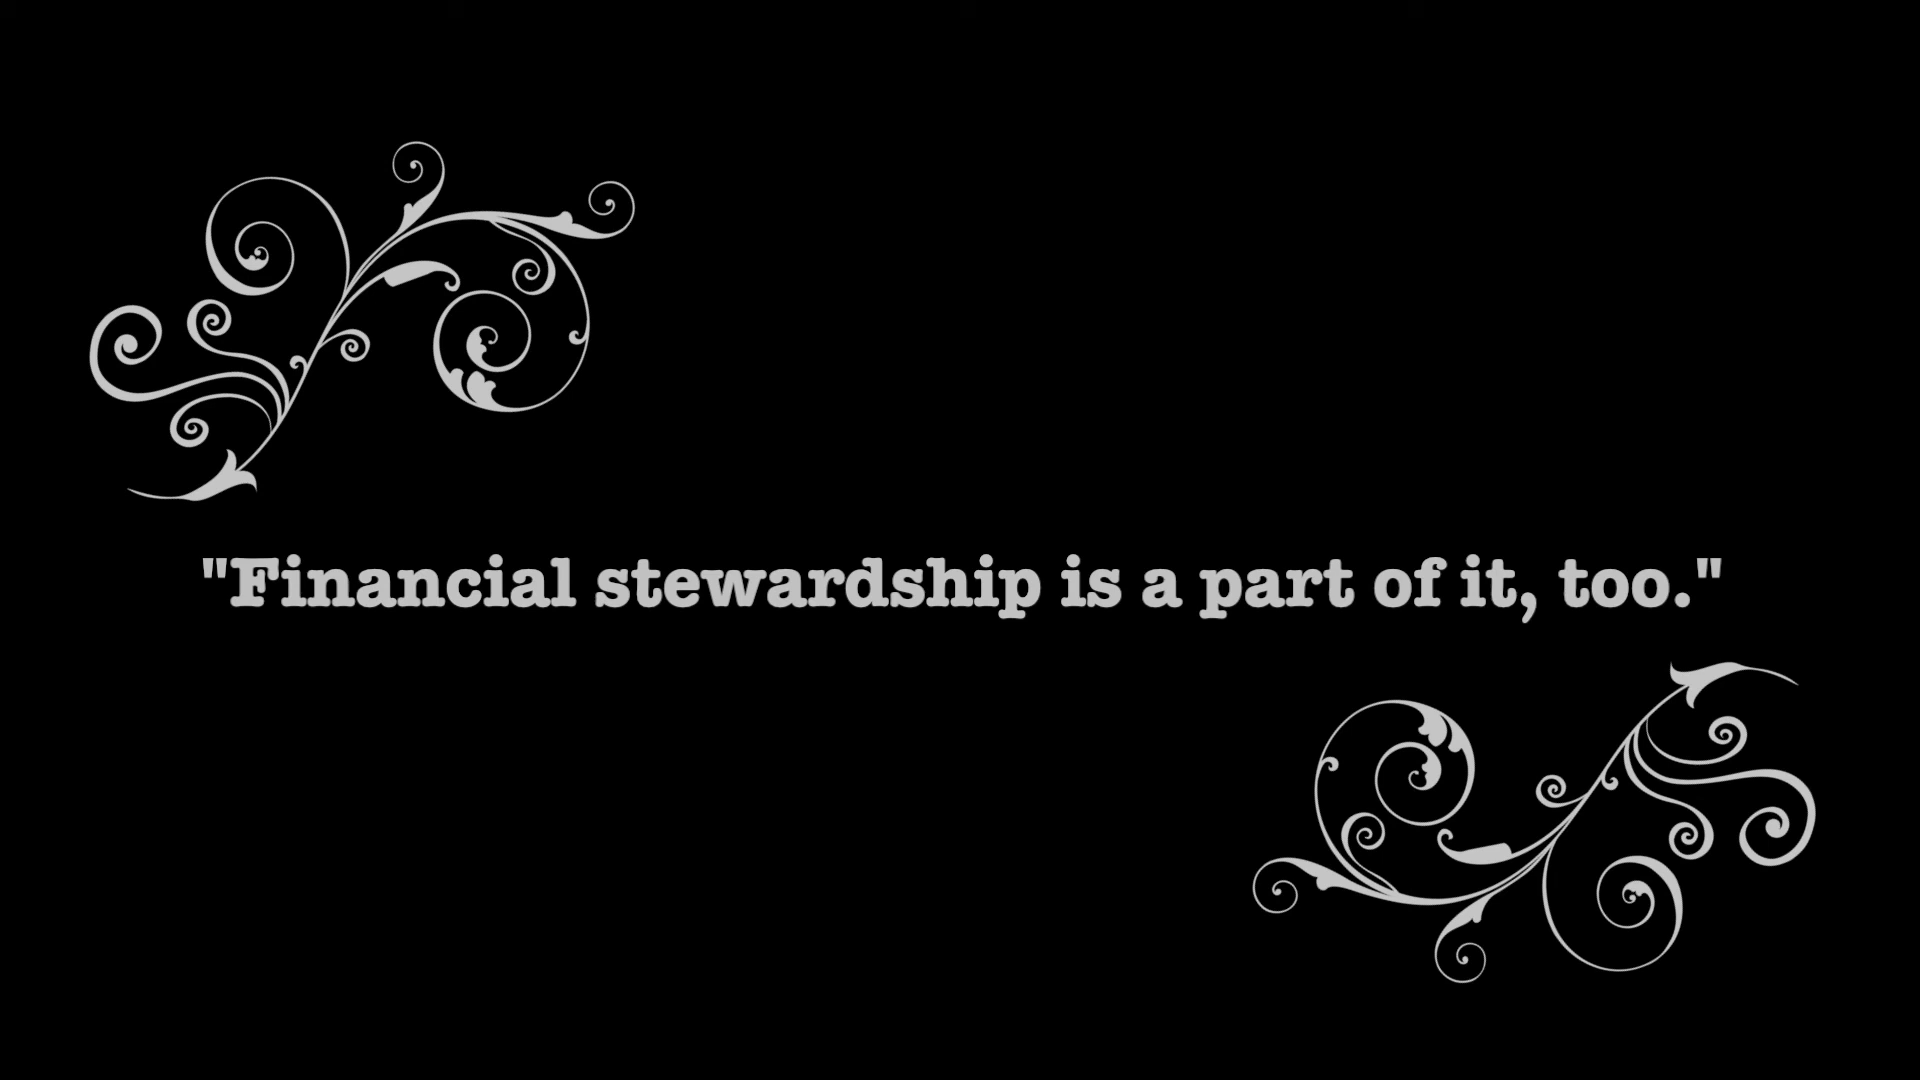 "Financial stewardship is a part of it, too."